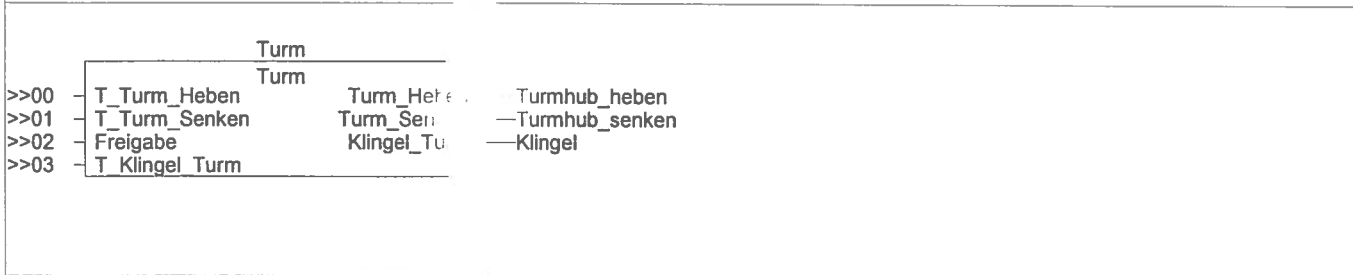 Turm
Turm
>>00 T_Turm_Heben Turmhub_heben
>>01 T_Turm_Senken Turmhub_senken
>>02 Freigabe Klingel
>>03 T_Klingel_Turm